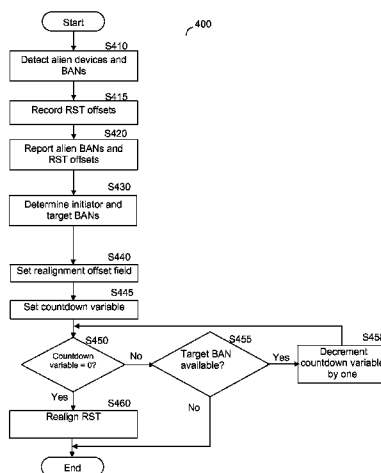 Start
400
S410
Detect alien devices and
BANs
S415
Record RST offsets
S420
Report alien BANs and
RST offsets
S430
Determine initiator and
target BANs
S440
Set realignment offset field
S445
Set countdown variable
S450
Countdown
variable = 0?
No
S455
Target BAN
available?
Yes
S458
Decrement
countdown variable
by one
Yes
No
S460
Realign RST
End